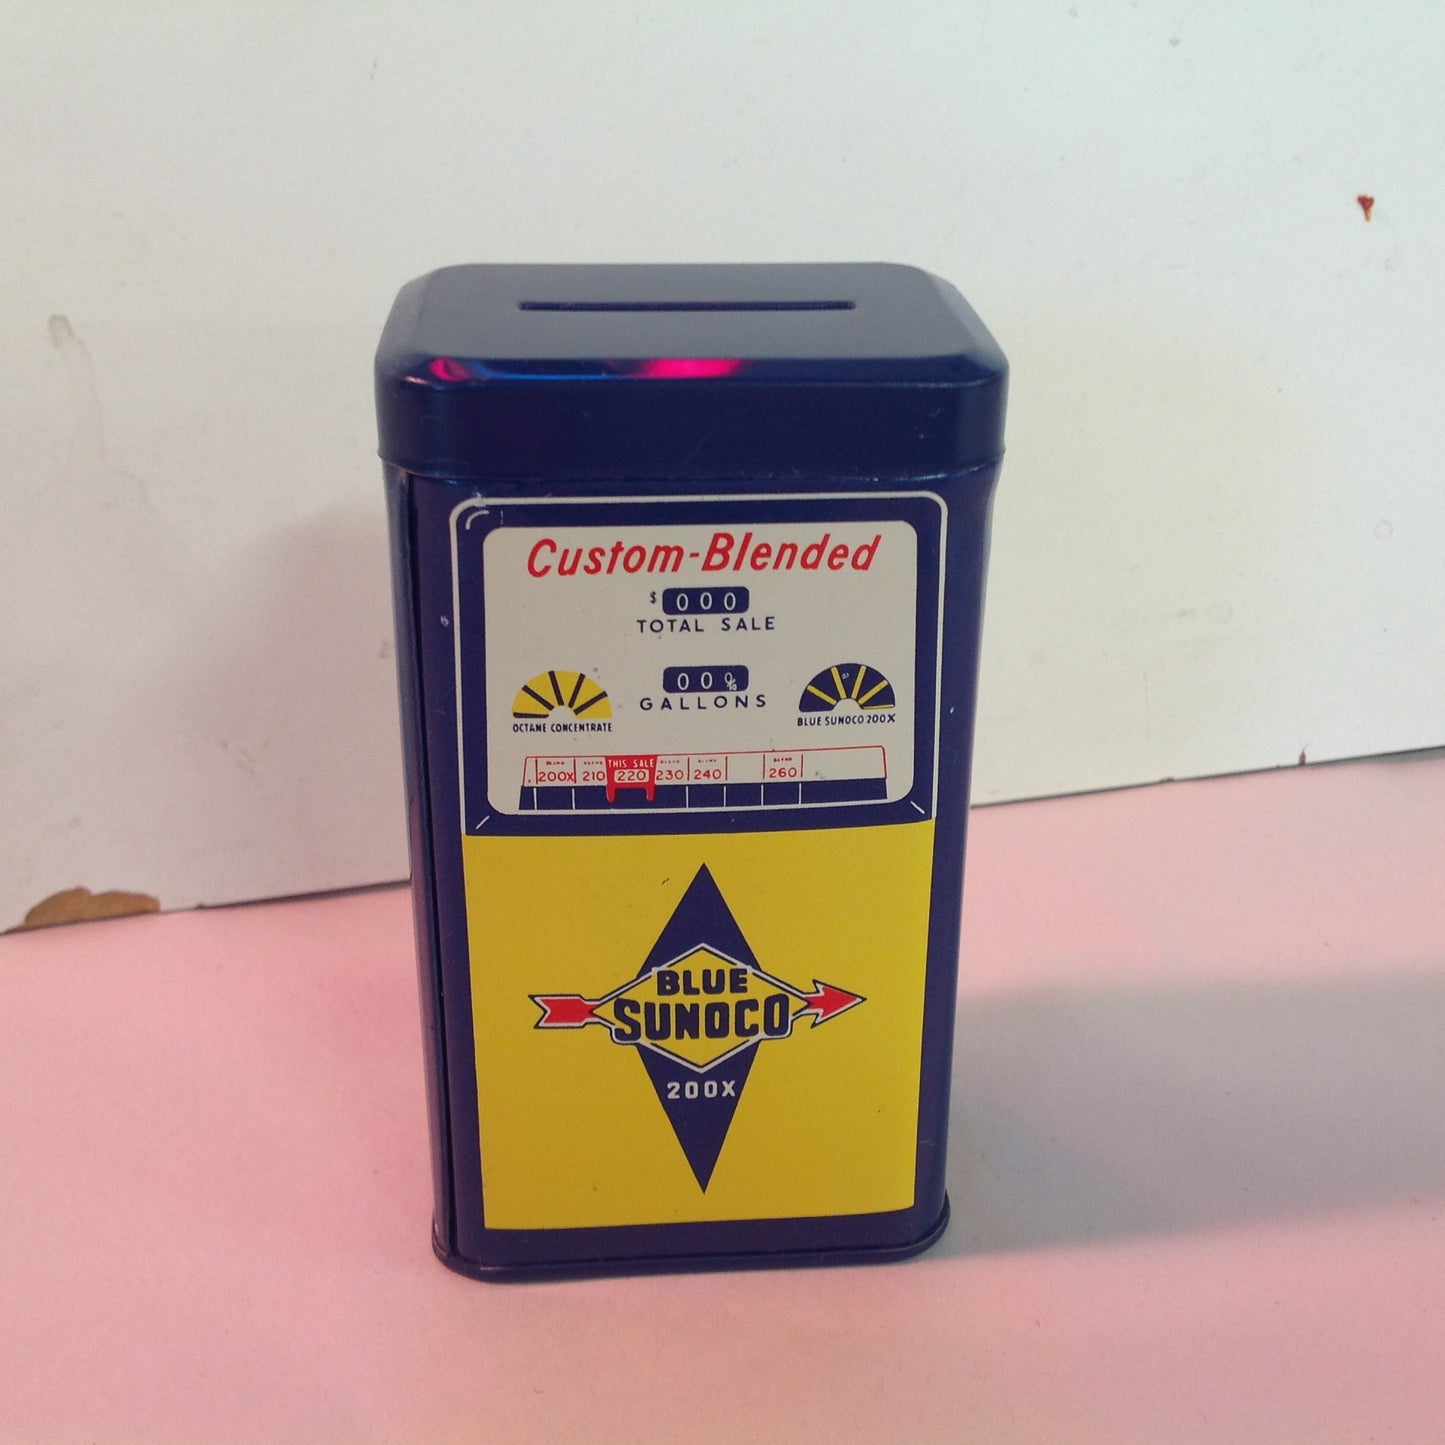 Custom-Blended
$ 000
TOTAL SALE
00
GALLONS
OCTANE CONCENTRATE
BLUE SUNOCO 200X
THIS SALE
200X 210 220 230 240 260
BLUE
SUNOCO
200X